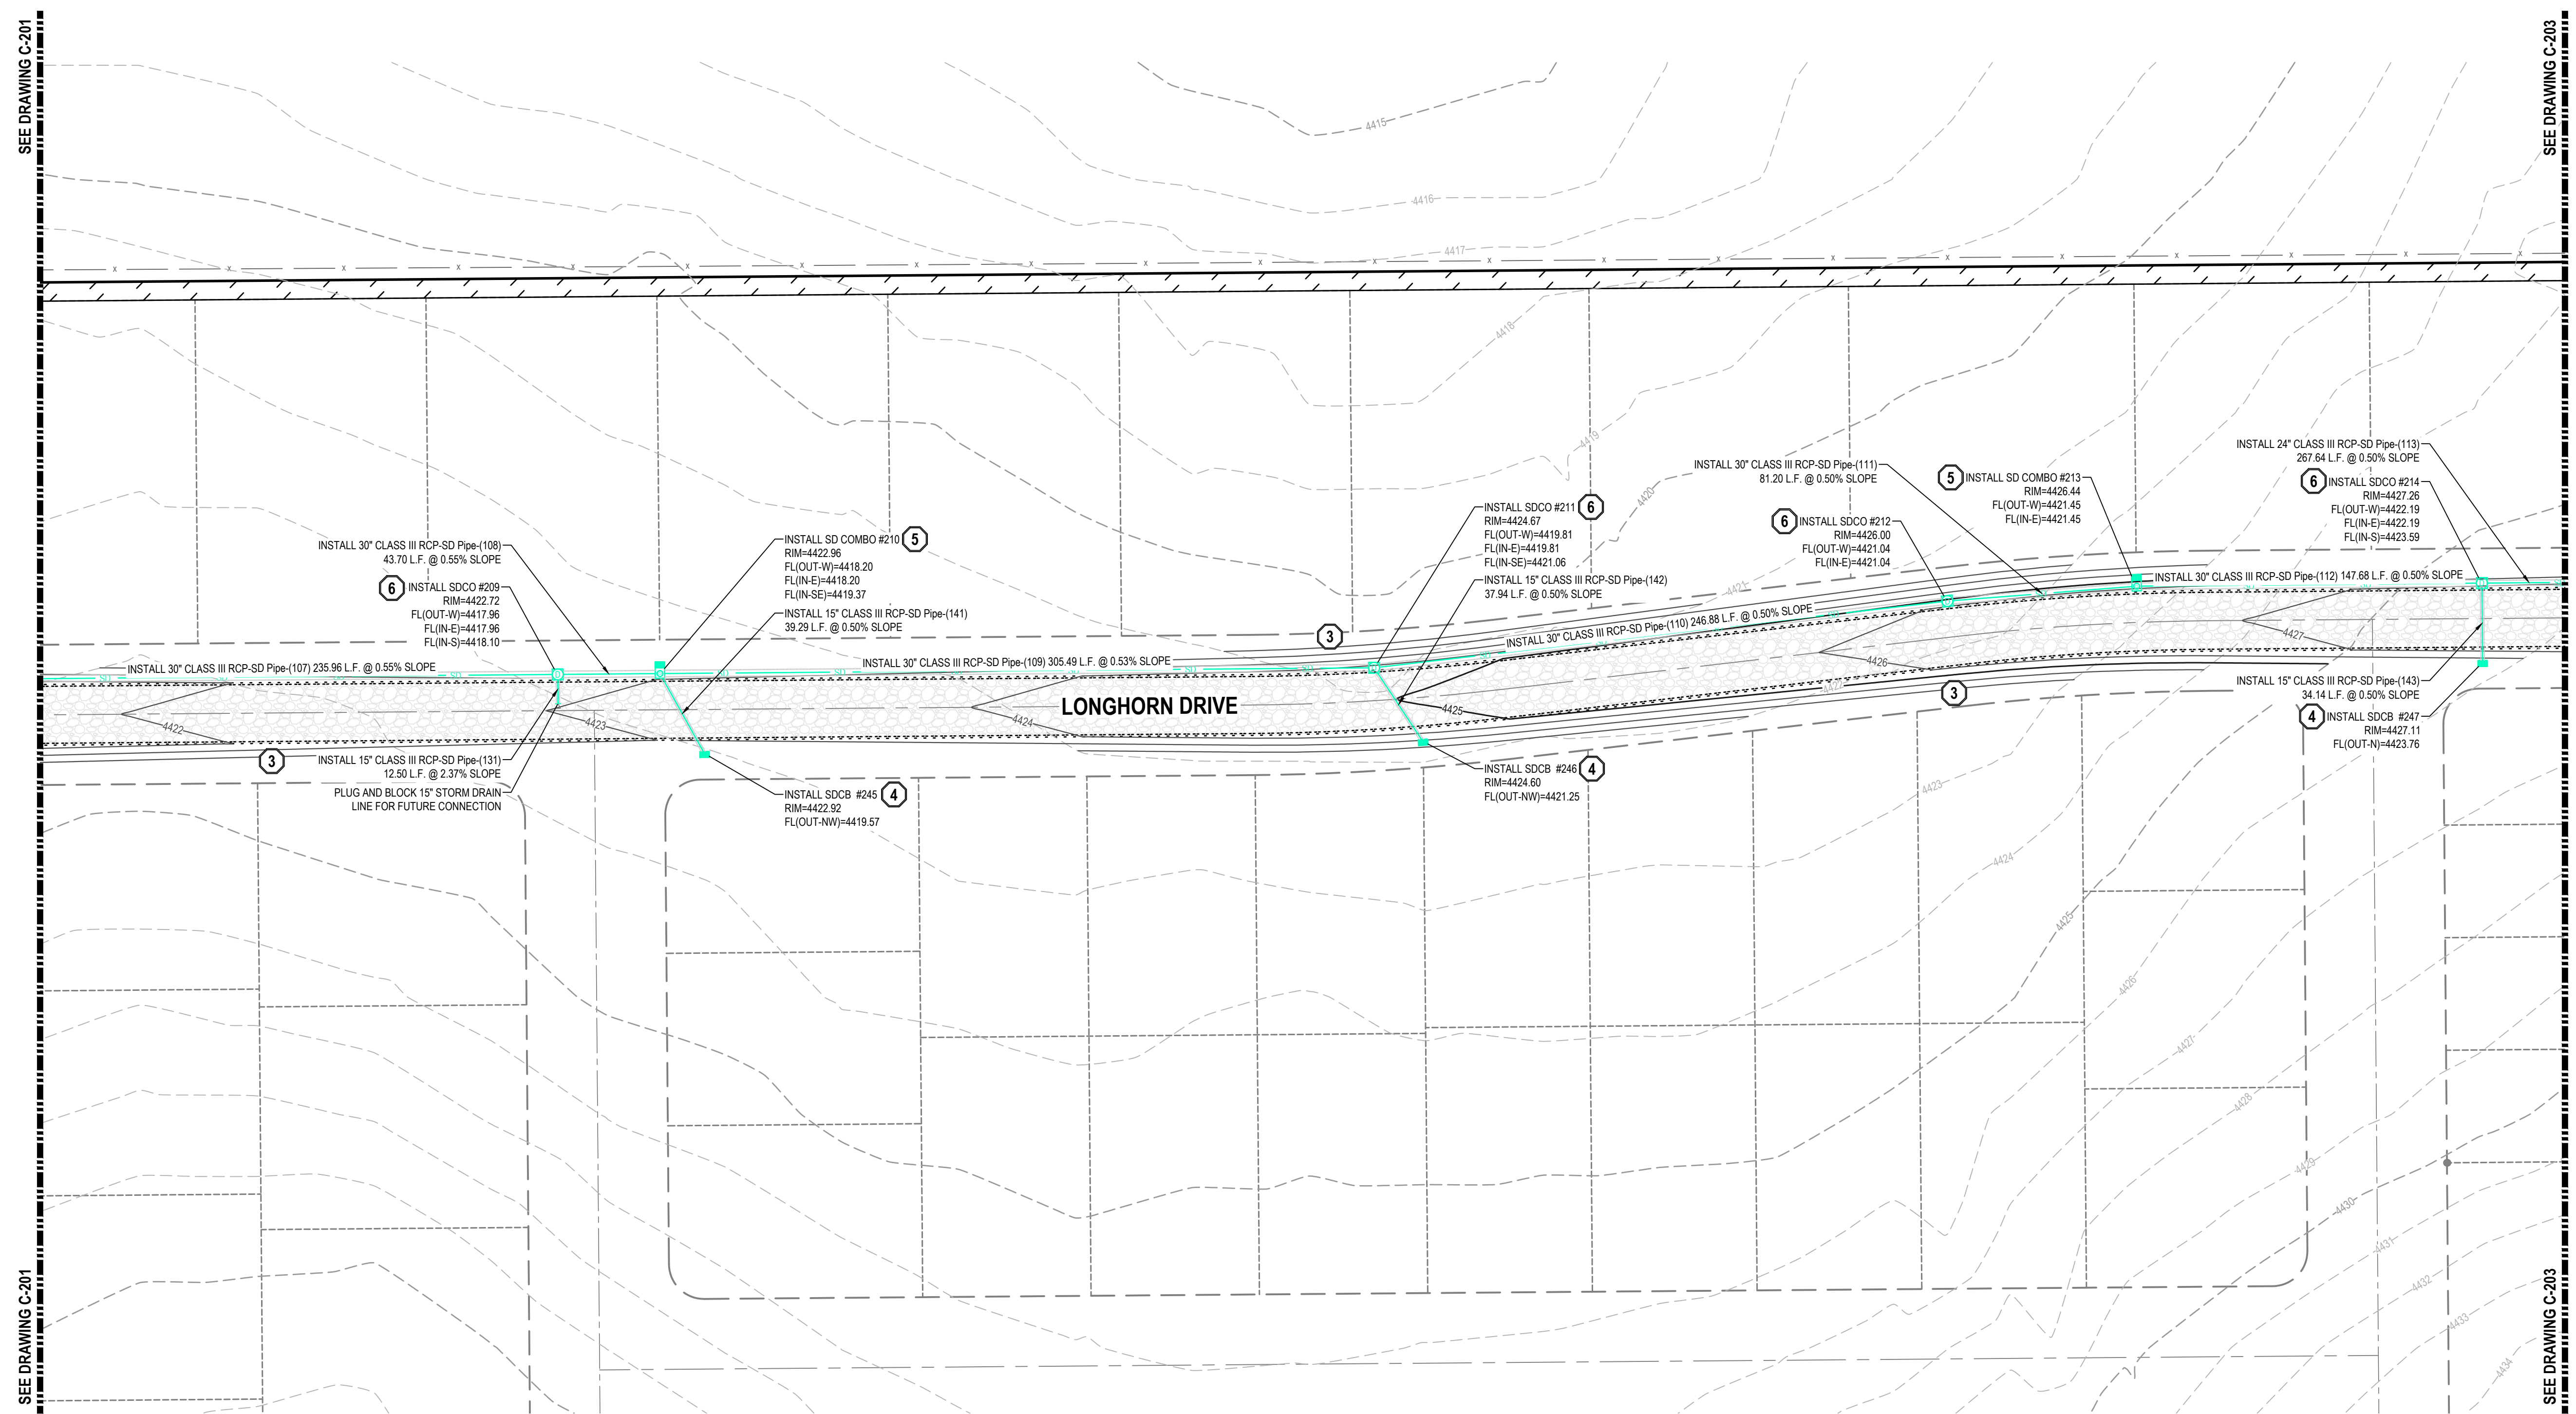 SEE DRAWING C-201
SEE DRAWING C-203
4415
4416
4417
4418
4419
4420
4421
4422
4423
4424
4425
4426
4427
4428
4429
4430
4431
4432
4433
4434
INSTALL 30" CLASS III RCP-SD Pipe-(108)
43.70 L.F. @ 0.55% SLOPE
6
INSTALL SDCO #209
RIM=4422.72
FL(OUT-W)=4417.96
FL(IN-E)=4417.96
FL(IN-S)=4418.10
INSTALL 30" CLASS III RCP-SD Pipe-(107) 235.96 L.F. @ 0.55% SLOPE
SD
4422
3
INSTALL 15" CLASS III RCP-SD Pipe-(131)
12.50 L.F. @ 2.37% SLOPE
PLUG AND BLOCK 15" STORM DRAIN
LINE FOR FUTURE CONNECTION
4423
INSTALL SD COMBO #210
5
RIM=4422.96
FL(OUT-W)=4418.20
FL(IN-E)=4418.20
FL(IN-SE)=4419.37
INSTALL 15" CLASS III RCP-SD Pipe-(141)
39.29 L.F. @ 0.50% SLOPE
INSTALL 30" CLASS III RCP-SD Pipe-(109) 305.49 L.F. @ 0.53% SLOPE
SD
SD
4424
LONGHORN DRIVE
INSTALL SDCB #245
4
RIM=4422.92
FL(OUT-NW)=4419.57
3
INSTALL SDCO #211
6
RIM=4424.67
FL(OUT-W)=4419.81
FL(IN-E)=4419.81
FL(IN-SE)=4421.06
INSTALL 15" CLASS III RCP-SD Pipe-(142)
37.94 L.F. @ 0.50% SLOPE
INSTALL 30" CLASS III RCP-SD Pipe-(110) 246.88 L.F. @ 0.50% SLOPE
4425
INSTALL SDCB #246
4
RIM=4424.60
FL(OUT-NW)=4421.25
INSTALL 30" CLASS III RCP-SD Pipe-(111)
81.20 L.F. @ 0.50% SLOPE
6
INSTALL SDCO #212
RIM=4426.00
FL(OUT-W)=4421.04
FL(IN-E)=4421.04
4426
3
5
INSTALL SD COMBO #213
RIM=4426.44
FL(OUT-W)=4421.45
FL(IN-E)=4421.45
INSTALL 30" CLASS III RCP-SD Pipe-(112) 147.68 L.F. @ 0.50% SLOPE
INSTALL 24" CLASS III RCP-SD Pipe-(113)
267.64 L.F. @ 0.50% SLOPE
6
INSTALL SDCO #214
RIM=4427.26
FL(OUT-W)=4422.19
FL(IN-E)=4422.19
FL(IN-S)=4423.59
4427
INSTALL 15" CLASS III RCP-SD Pipe-(143)
34.14 L.F. @ 0.50% SLOPE
4
INSTALL SDCB #247
RIM=4427.11
FL(OUT-N)=4423.76
SEE DRAWING C-201
SEE DRAWING C-203